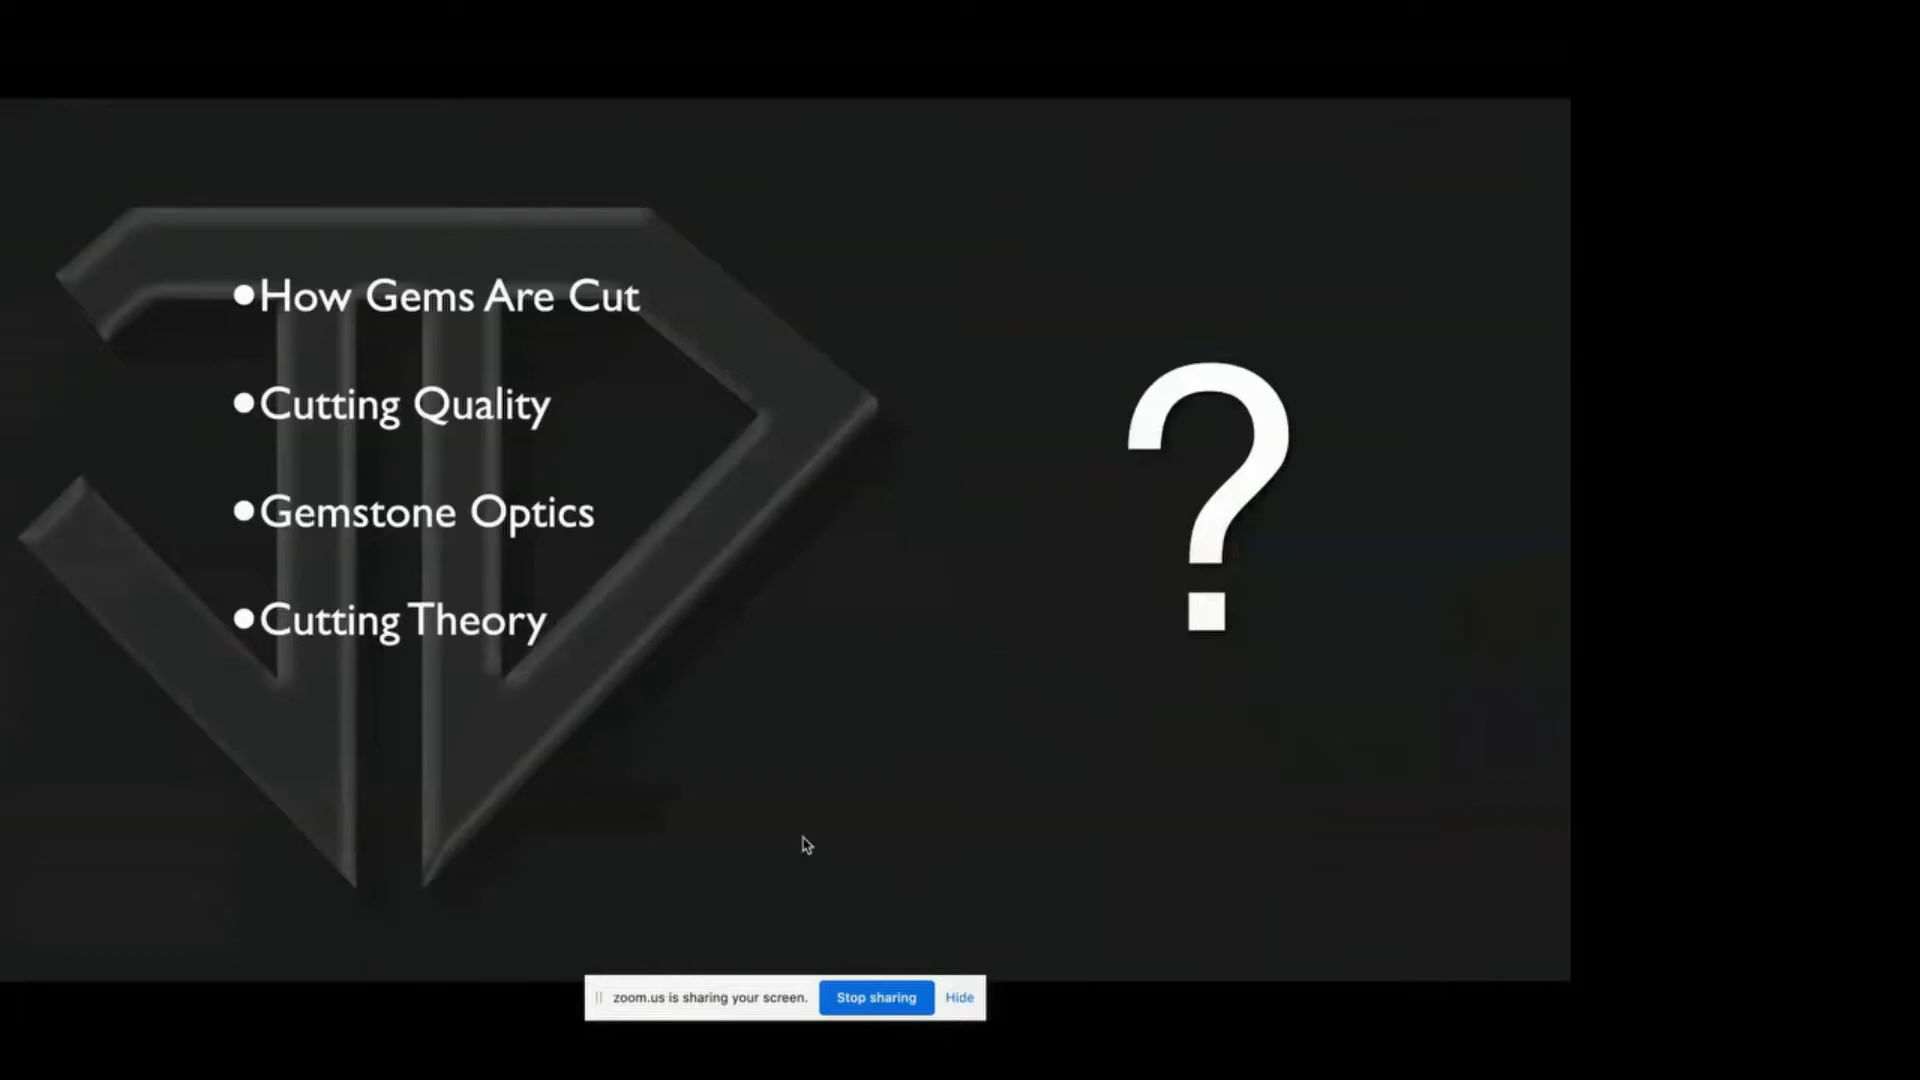 •How Gems Are Cut
•Cutting Quality
•Gemstone Optics
•Cutting Theory
?
zoom.us is sharing your screen. Stop sharing Hide